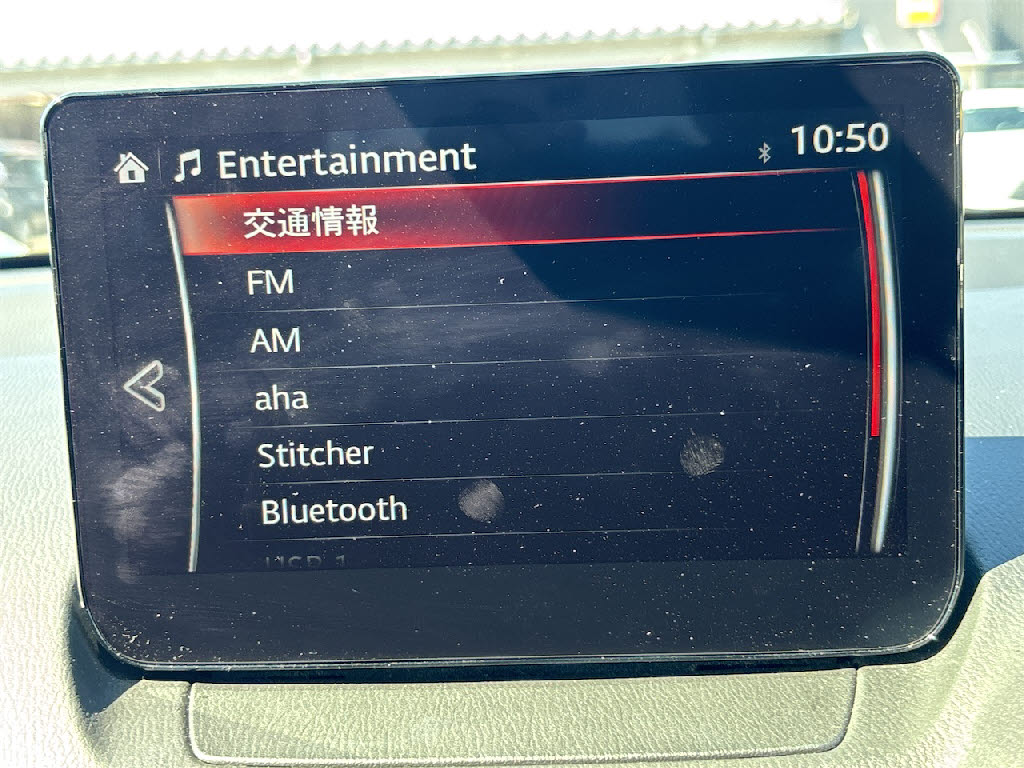 Entertainment
10:50
交通情報
FM
AM
aha
Stitcher
Bluetooth